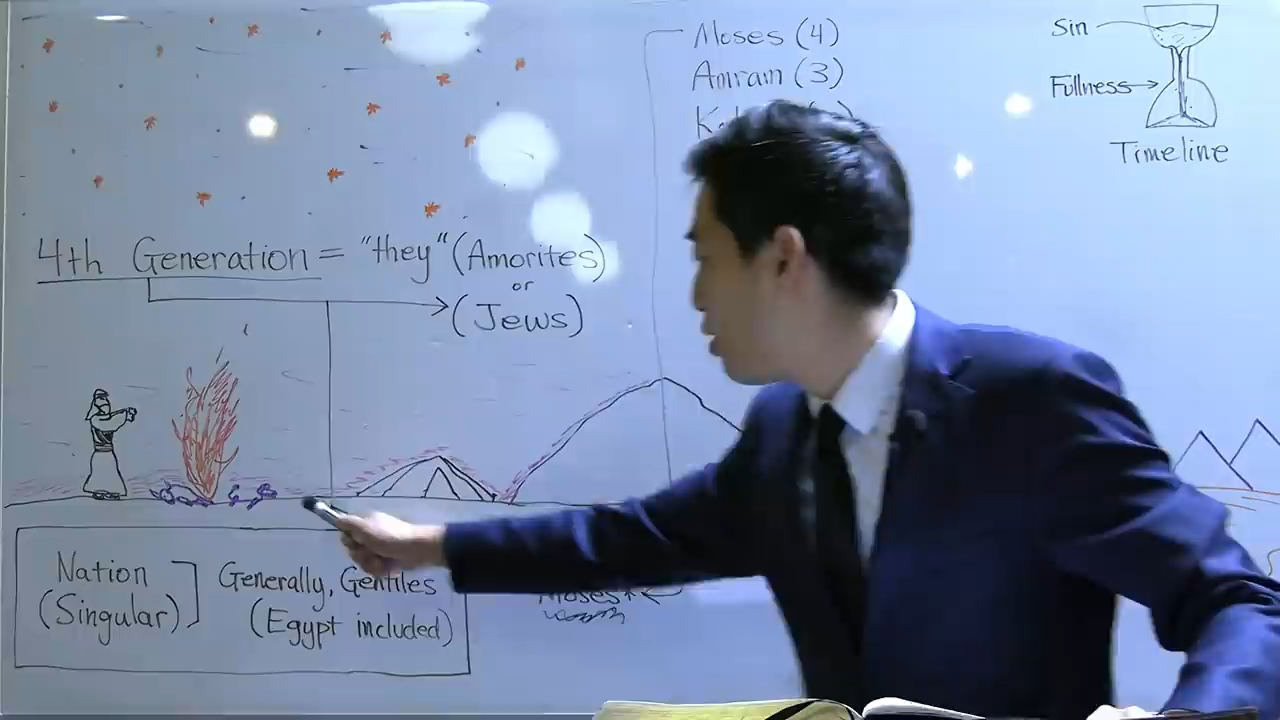 4th Generation = "they" (Amorites)
or
(Jews)
Nation
(Singular)
Generally, Gentiles
(Egypt included)
Moses (4)
Amram (3)
Moses
Sin
Fullness
Timeline